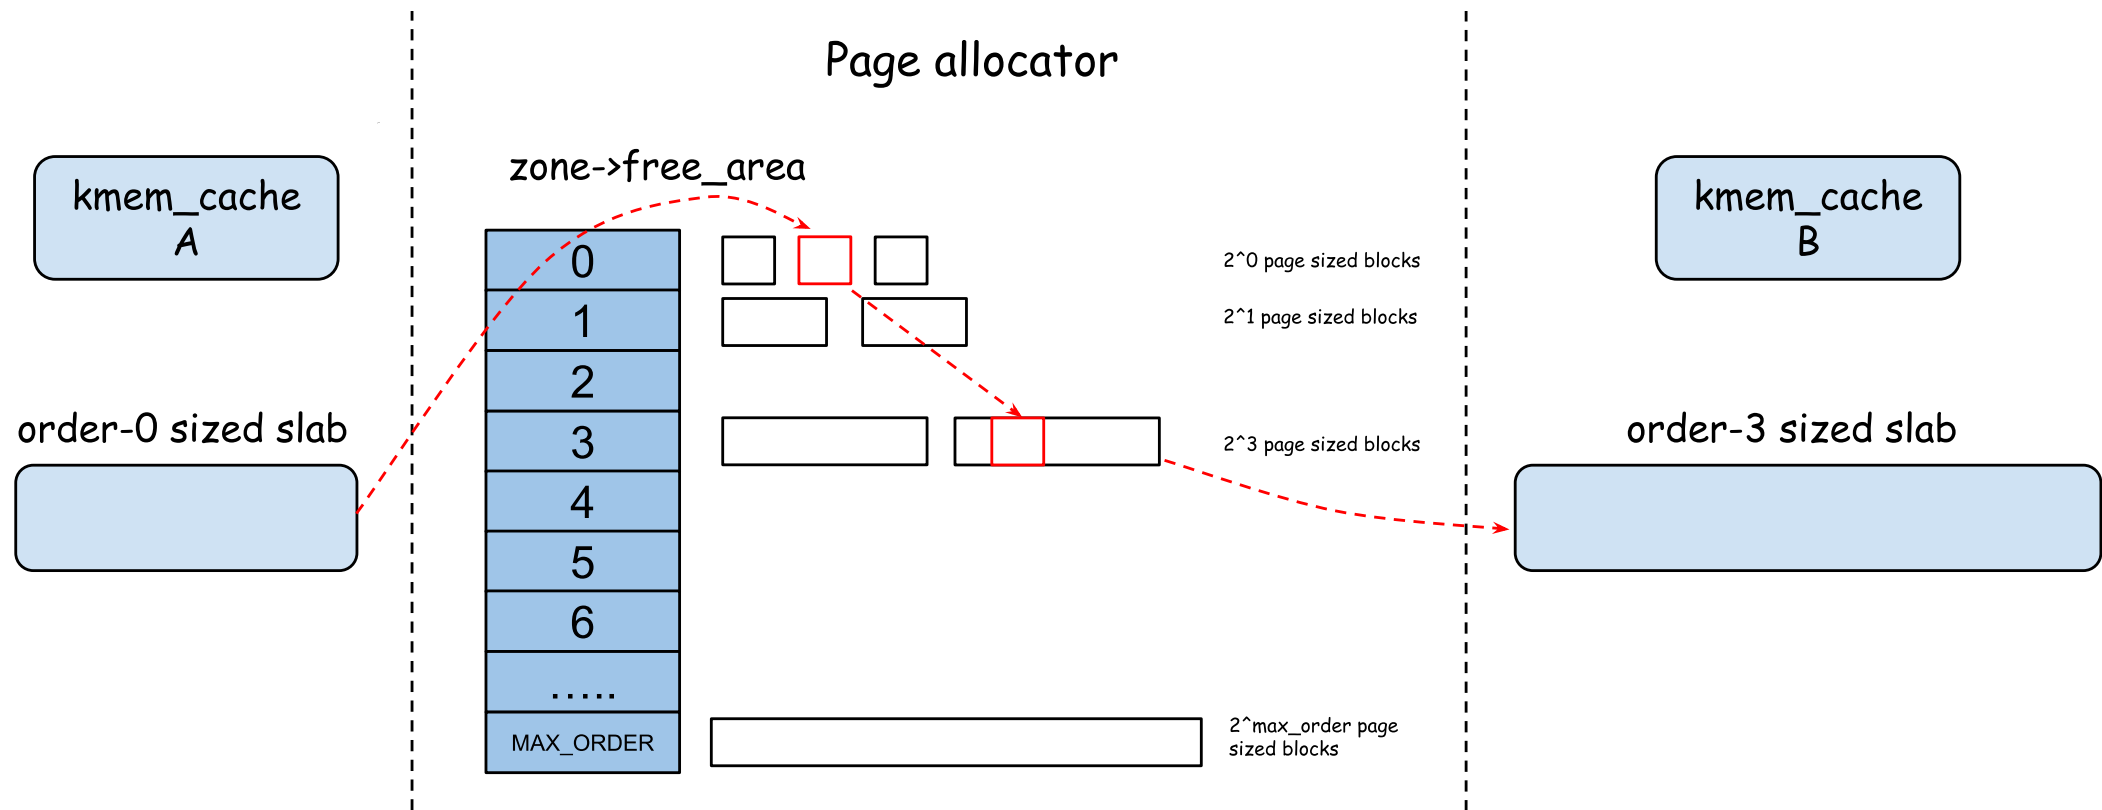 Page allocator
zone->free_area
kmem_cache
A
order-0 sized slab
0
1
2
3
4
5
6
.....
MAX_ORDER
2^0 page sized blocks
2^1 page sized blocks
2^3 page sized blocks
2^max_order page
sized blocks
kmem_cache
B
order-3 sized slab